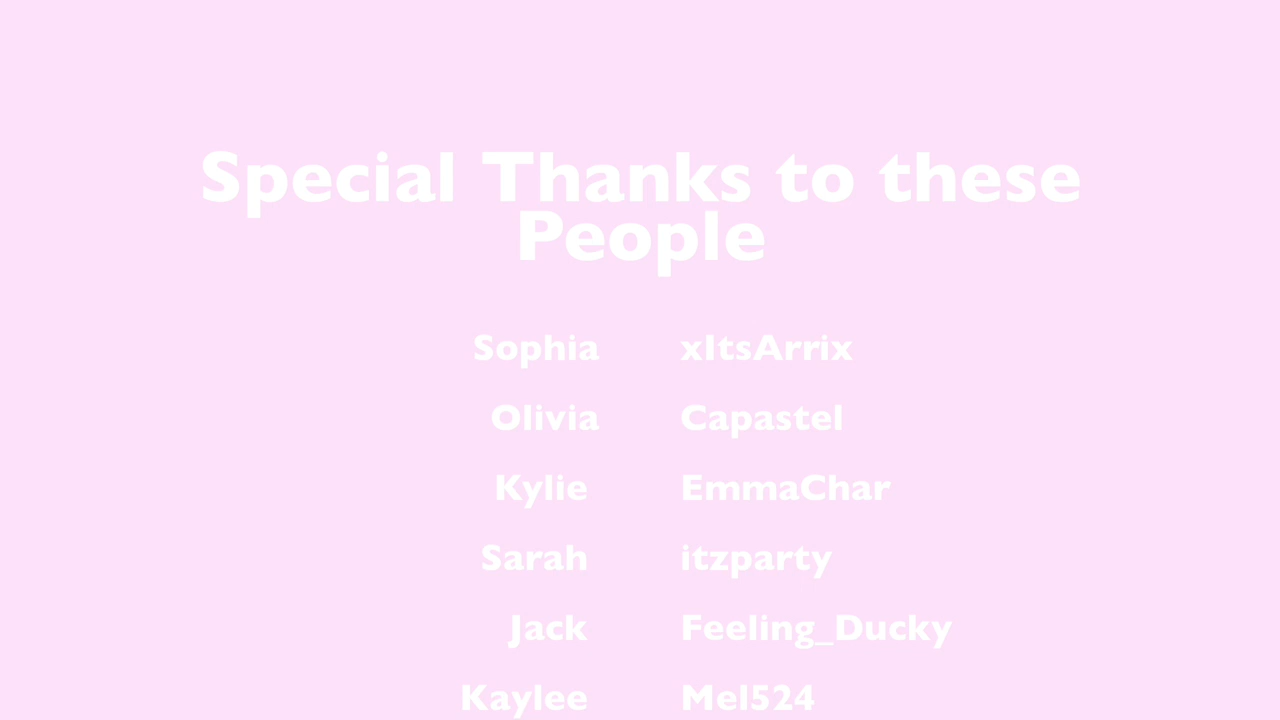 Special Thanks to these
People
Sophia xItsArrix
Olivia Capastel
Kylie EmmaChar
Sarah itzparty
Jack Feeling_Ducky
Kaylee Mel524